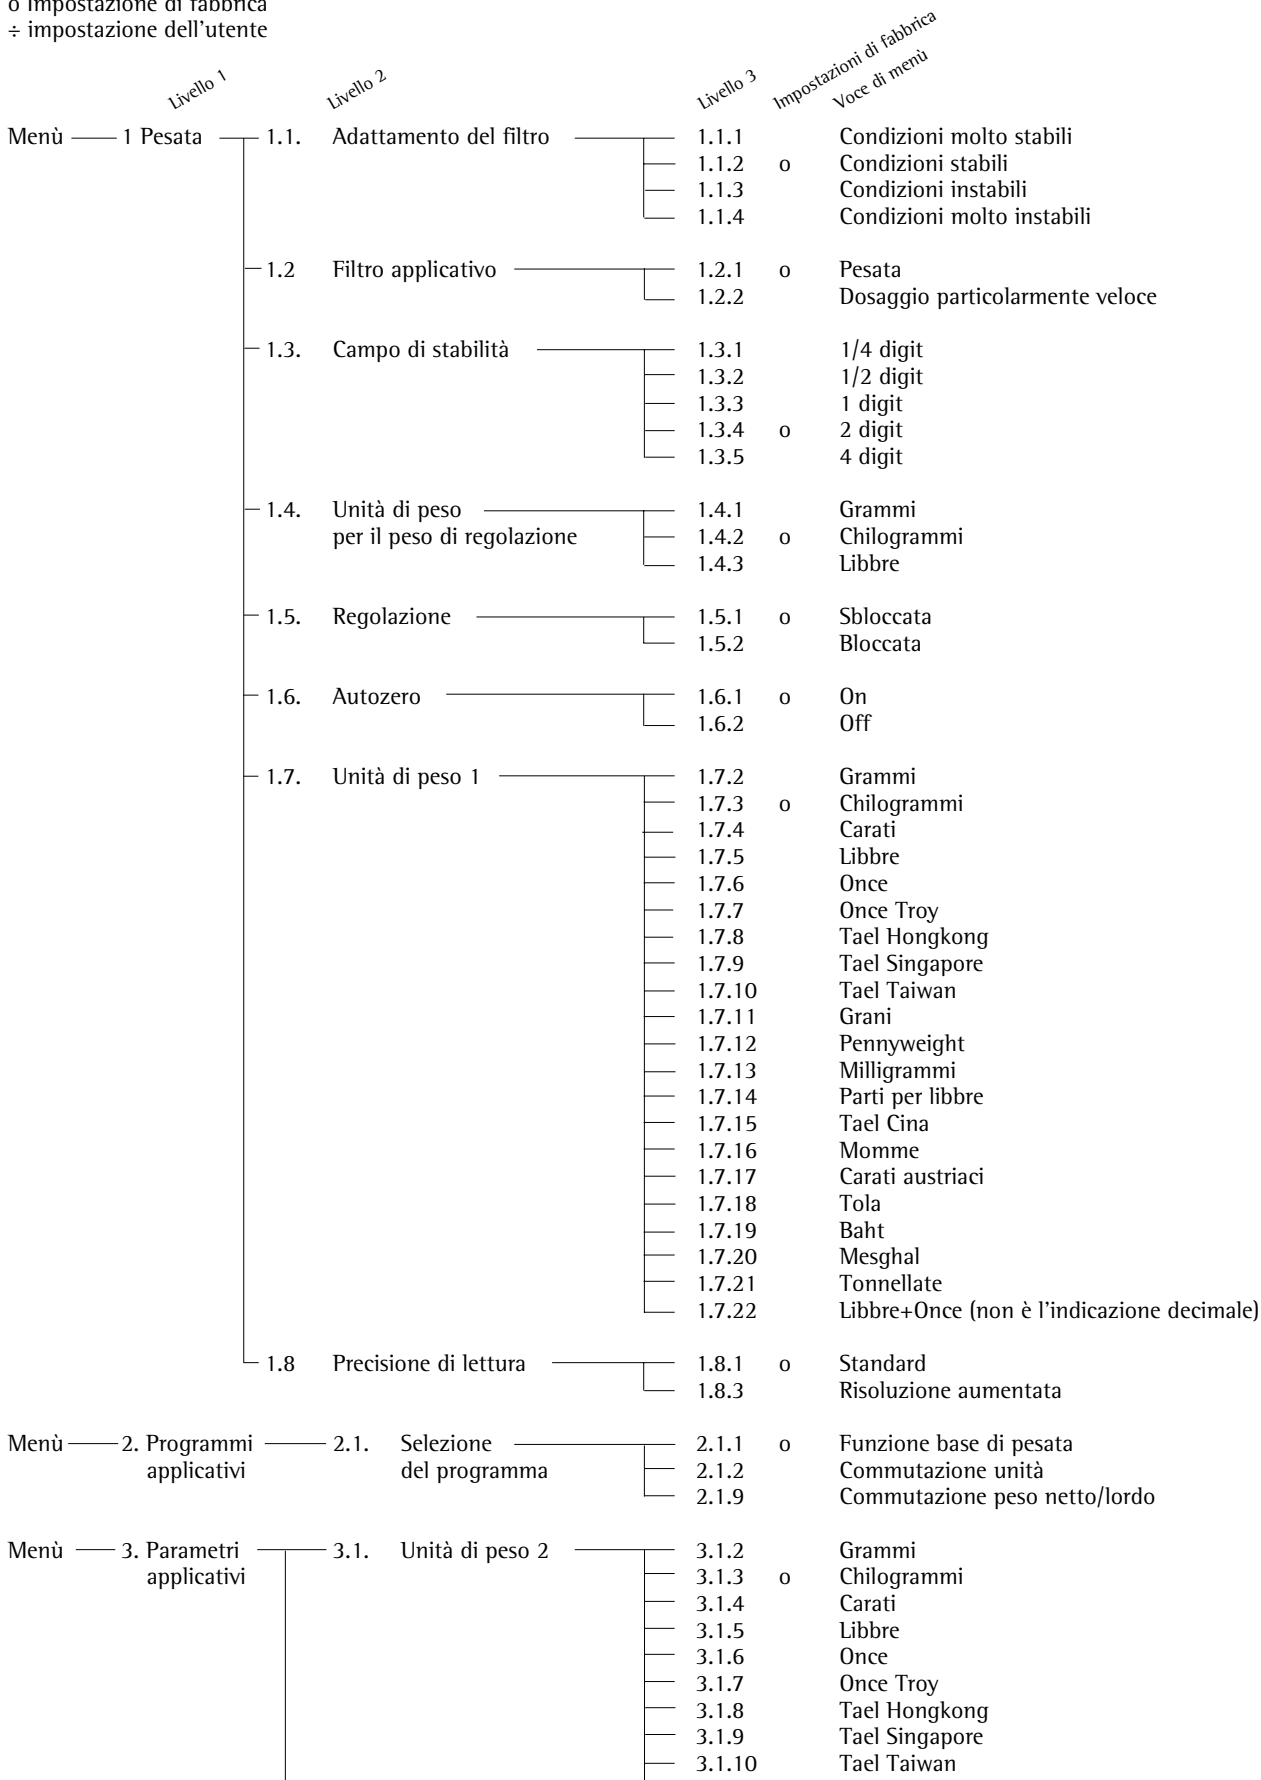 o Impostazione di fabbrica
÷ impostazione dell'utente
Livello 1 Livello 2 Livello 3 Impostazioni di fabbrica Voce di menù
Menù 1 Pesata 1.1. Adattamento del filtro 1.1.1 Condizioni molto stabili
1.1.2 o Condizioni stabili
1.1.3 Condizioni instabili
1.1.4 Condizioni molto instabili
1.2 Filtro applicativo 1.2.1 o Pesata
1.2.2 Dosaggio particolarmente veloce
1.3. Campo di stabilità 1.3.1 1/4 digit
1.3.2 1/2 digit
1.3.3 1 digit
1.3.4 o 2 digit
1.3.5 4 digit
1.4. Unità di peso 1.4.1 Grammi
per il peso di regolazione 1.4.2 o Chilogrammi
1.4.3 Libbre
1.5. Regolazione 1.5.1 o Sbloccata
1.5.2 Bloccata
1.6. Autozero 1.6.1 o On
1.6.2 Off
1.7. Unità di peso 1 1.7.2 Grammi
1.7.3 o Chilogrammi
1.7.4 Carati
1.7.5 Libbre
1.7.6 Once
1.7.7 Once Troy
1.7.8 Tael Hongkong
1.7.9 Tael Singapore
1.7.10 Tael Taiwan
1.7.11 Grani
1.7.12 Pennyweight
1.7.13 Milligrammi
1.7.14 Parti per libbre
1.7.15 Tael Cina
1.7.16 Momme
1.7.17 Carati austriaci
1.7.18 Tola
1.7.19 Baht
1.7.20 Mesghal
1.7.21 Tonnellate
1.7.22 Libbre+Once (non è l'indicazione decimale)
1.8 Precisione di lettura 1.8.1 o Standard
1.8.3 Risoluzione aumentata
Menù 2. Programmi 2.1. Selezione 2.1.1 o Funzione base di pesata
applicativi del programma 2.1.2 Commutazione unità
2.1.9 Commutazione peso netto/lordo
Menù 3. Parametri 3.1. Unità di peso 2 3.1.2 Grammi
applicativi 3.1.3 o Chilogrammi
3.1.4 Carati
3.1.5 Libbre
3.1.6 Once
3.1.7 Once Troy
3.1.8 Tael Hongkong
3.1.9 Tael Singapore
3.1.10 Tael Taiwan